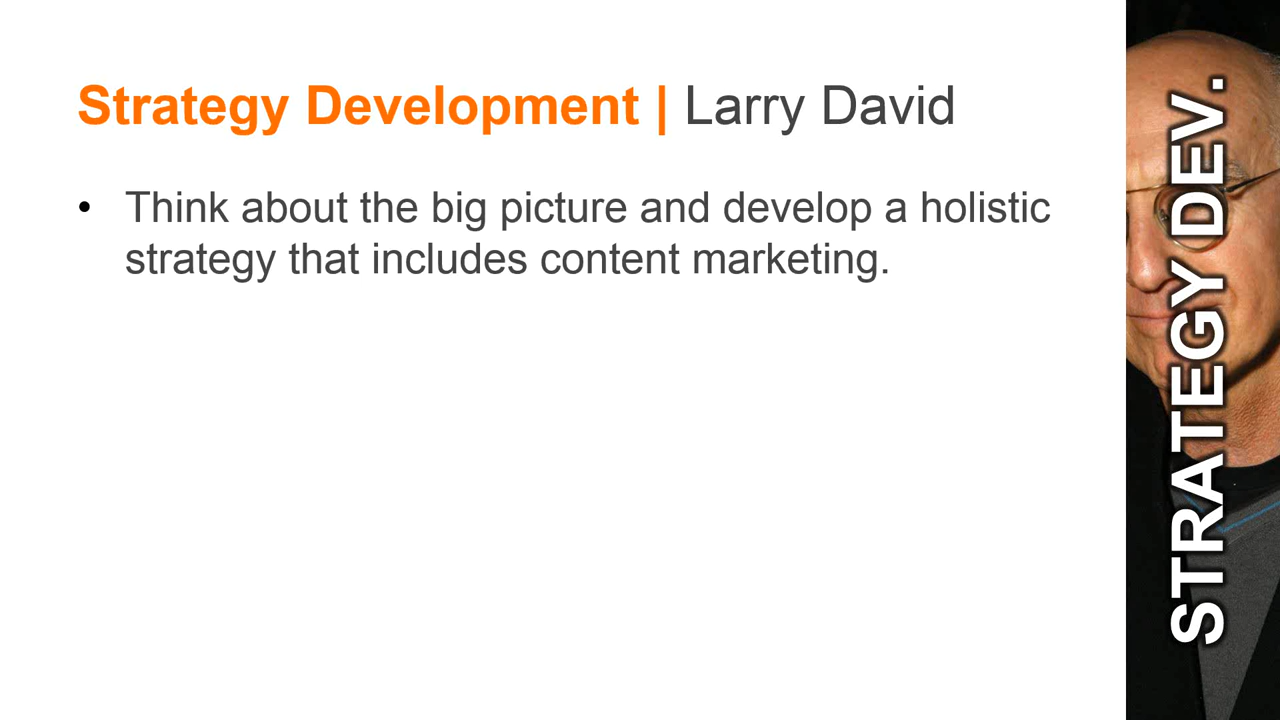 Strategy Development | Larry David
• Think about the big picture and develop a holistic
strategy that includes content marketing.
STRATEGY DEV.